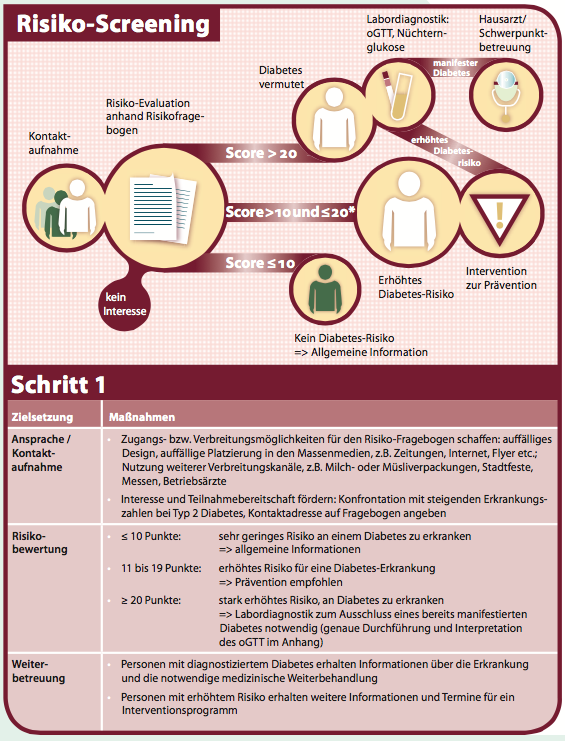 Risiko-Screening
Kontakt-
aufnahme
Risiko-Evaluation
anhand Risikofrage-
bogen
Diabetes
vermutet
Labordiagnostik:
oGTT, Nüchtern-
glukose
Hausarzt/
Schwerpunkt-
betreuung
manifester
Diabetes
erhöhtes
Diabetes-
risiko
Score > 20
Score >10 und ≤ 20*
Score ≤ 10
kein
Interesse
Erhöhtes
Diabetes-Risiko
Intervention
zur Prävention
Kein Diabetes-Risiko
=> Allgemeine Information
Schritt 1
Zielsetzung Maßnahmen
Ansprache /
Kontakt-
aufnahme
• Zugangs- bzw. Verbreitungsmöglichkeiten für den Risiko-Fragebogen schaffen: auffälliges
Design, auffällige Platzierung in den Massenmedien, z.B. Zeitungen, Internet, Flyer etc.;
Nutzung weiterer Verbreitungskanäle, z.B. Milch- oder Müsliverpackungen, Stadtfeste,
Messen, Betriebsärzte
• Interesse und Teilnahmebereitschaft fördern: Konfrontation mit steigenden Erkrankungs-
zahlen bei Typ 2 Diabetes, Kontaktadresse auf Fragebogen angeben
Risiko-
bewertung
• ≤ 10 Punkte: sehr geringes Risiko an einem Diabetes zu erkranken
=> allgemeine Informationen
• 11 bis 19 Punkte: erhöhtes Risiko für eine Diabetes-Erkrankung
=> Prävention empfohlen
• ≥ 20 Punkte: stark erhöhtes Risiko, an Diabetes zu erkranken
=> Labordiagnostik zum Ausschluss eines bereits manifestierten
Diabetes notwendig (genaue Durchführung und Interpretation
des oGTT im Anhang)
Weiter-
betreuung
• Personen mit diagnostiziertem Diabetes erhalten Informationen über die Erkrankung
und die notwendige medizinische Weiterbehandlung
• Personen mit erhöhtem Risiko erhalten weitere Informationen und Termine für ein
Interventionsprogramm